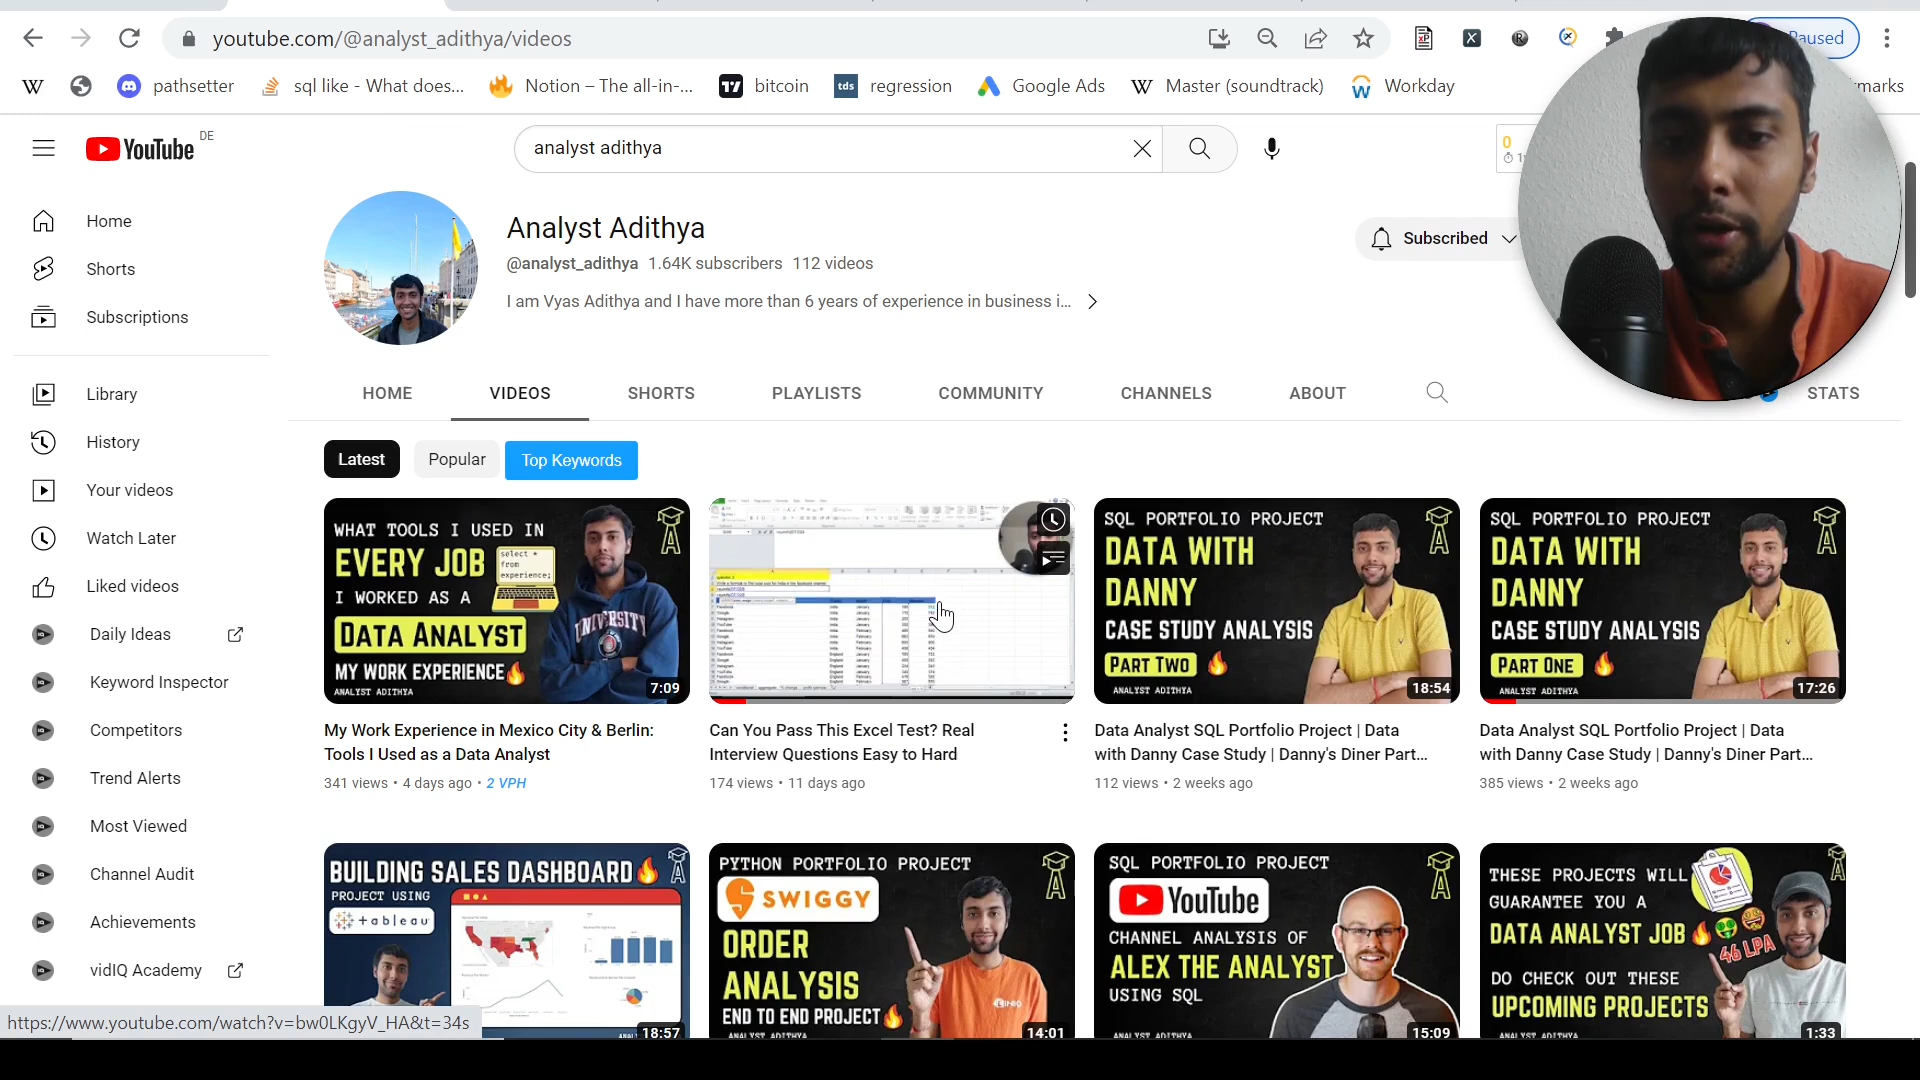 youtube.com/@analyst_adithya/videos
Paused
W pathsetter sql like - What does... Notion – The all-in-... bitcoin tds regression Google Ads W Master (soundtrack) Workday marks
YouTube DE
analyst adithya
0
Home
Shorts
Subscriptions
Library
History
Your videos
Watch Later
Liked videos
Daily Ideas
Keyword Inspector
Competitors
Trend Alerts
Most Viewed
Channel Audit
Achievements
vidIQ Academy
Analyst Adithya
@analyst_adithya 1.64K subscribers 112 videos
I am Vyas Adithya and I have more than 6 years of experience in business i...
Subscribed
HOME VIDEOS SHORTS PLAYLISTS COMMUNITY CHANNELS ABOUT STATS
Latest Popular Top Keywords
WHAT TOOLS I USED IN
EVERY JOB
select *
from
experience;
I WORKED AS A
DATA ANALYST
MY WORK EXPERIENCE
ANALYST ADITHYA
UNIVERSITY
7:09
My Work Experience in Mexico City & Berlin:
Tools I Used as a Data Analyst
341 views • 4 days ago • 2 VPH
Can You Pass This Excel Test? Real
Interview Questions Easy to Hard
174 views • 11 days ago
SQL PORTFOLIO PROJECT
DATA WITH
DANNY
CASE STUDY ANALYSIS
PART TWO
ANALYST ADITHYA
18:54
Data Analyst SQL Portfolio Project | Data
with Danny Case Study | Danny's Diner Part...
112 views • 2 weeks ago
SQL PORTFOLIO PROJECT
DATA WITH
DANNY
CASE STUDY ANALYSIS
PART ONE
ANALYST ADITHYA
17:26
Data Analyst SQL Portfolio Project | Data
with Danny Case Study | Danny's Diner Part...
385 views • 2 weeks ago
BUILDING SALES DASHBOARD
PROJECT USING
+ a b l e a u
18:57
PYTHON PORTFOLIO PROJECT
SWIGGY
ORDER
ANALYSIS
END TO END PROJECT
ANALYST ADITHYA
14:01
SQL PORTFOLIO PROJECT
YouTube
CHANNEL ANALYSIS OF
ALEX THE ANALYST
USING SQL
ANALYST ADITHYA
15:09
THESE PROJECTS WILL
GUARANTEE YOU A
DATA ANALYST JOB
46 LPA
DO CHECK OUT THESE
UPCOMING PROJECTS
ANALYST ADITHYA
1:33
https://www.youtube.com/watch?v=bw0LKgyV_HA&t=34s